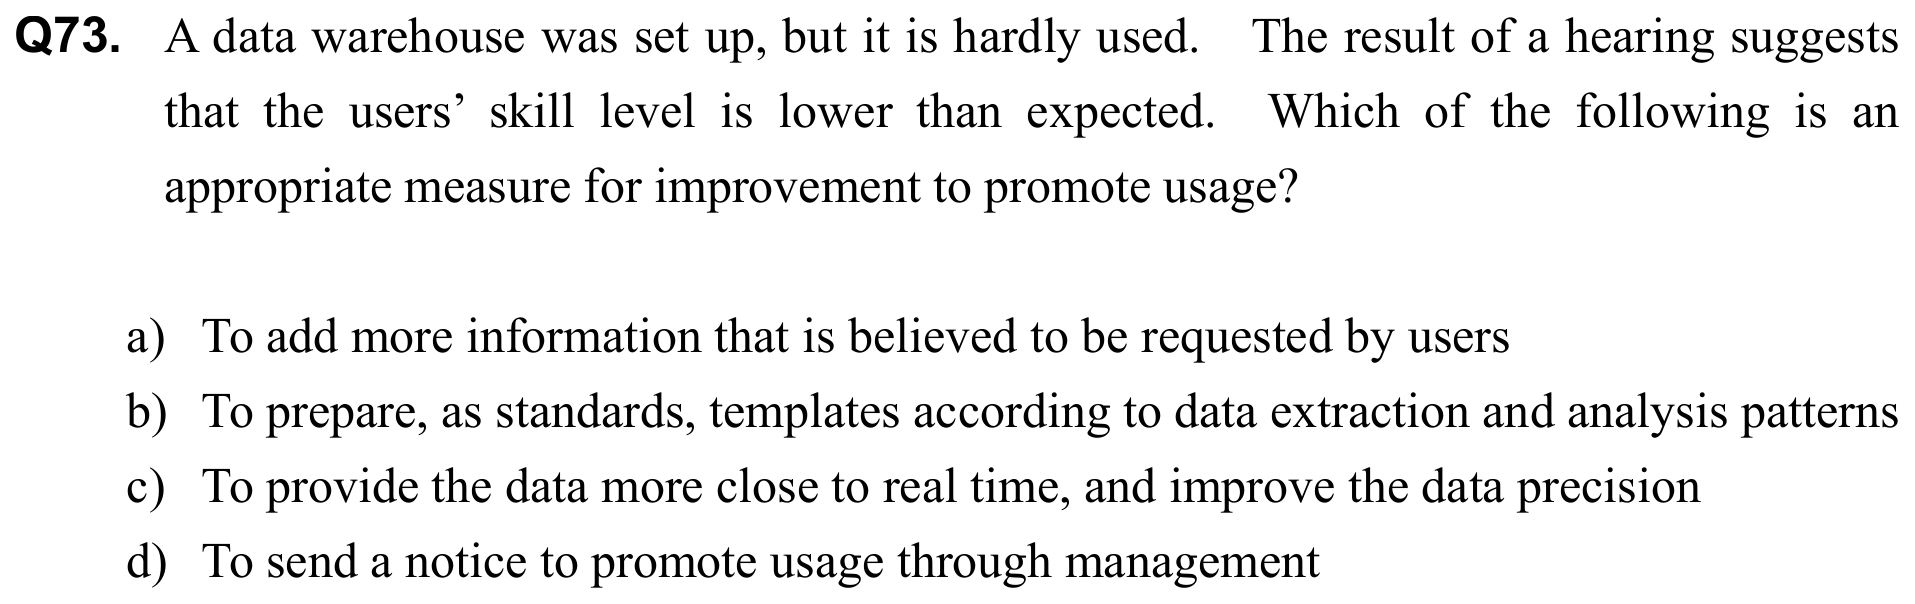 Q73. A data warehouse was set up, but it is hardly used. The result of a hearing suggests
that the users’ skill level is lower than expected. Which of the following is an
appropriate measure for improvement to promote usage?
a) To add more information that is believed to be requested by users
b) To prepare, as standards, templates according to data extraction and analysis patterns
c) To provide the data more close to real time, and improve the data precision
d) To send a notice to promote usage through management